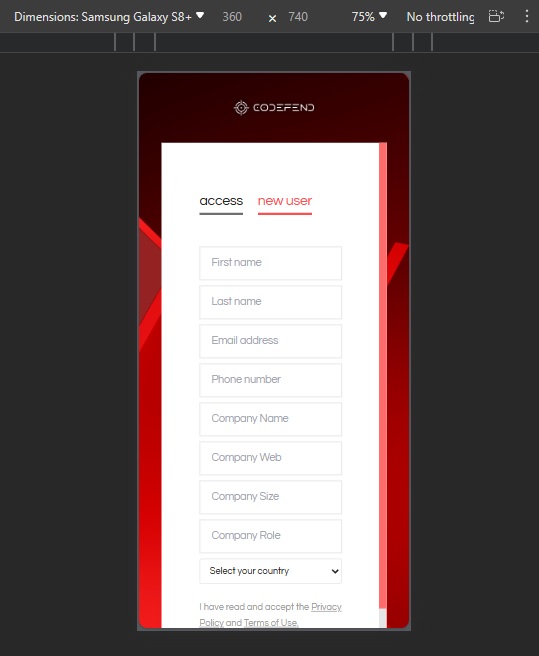 Dimensions: Samsung Galaxy S8+ 360 × 740 75% No throttling
CODEFEND
access new user
First name
Last name
Email address
Phone number
Company Name
Company Web
Company Size
Company Role
Select your country
I have read and accept the Privacy
Policy and Terms of Use.